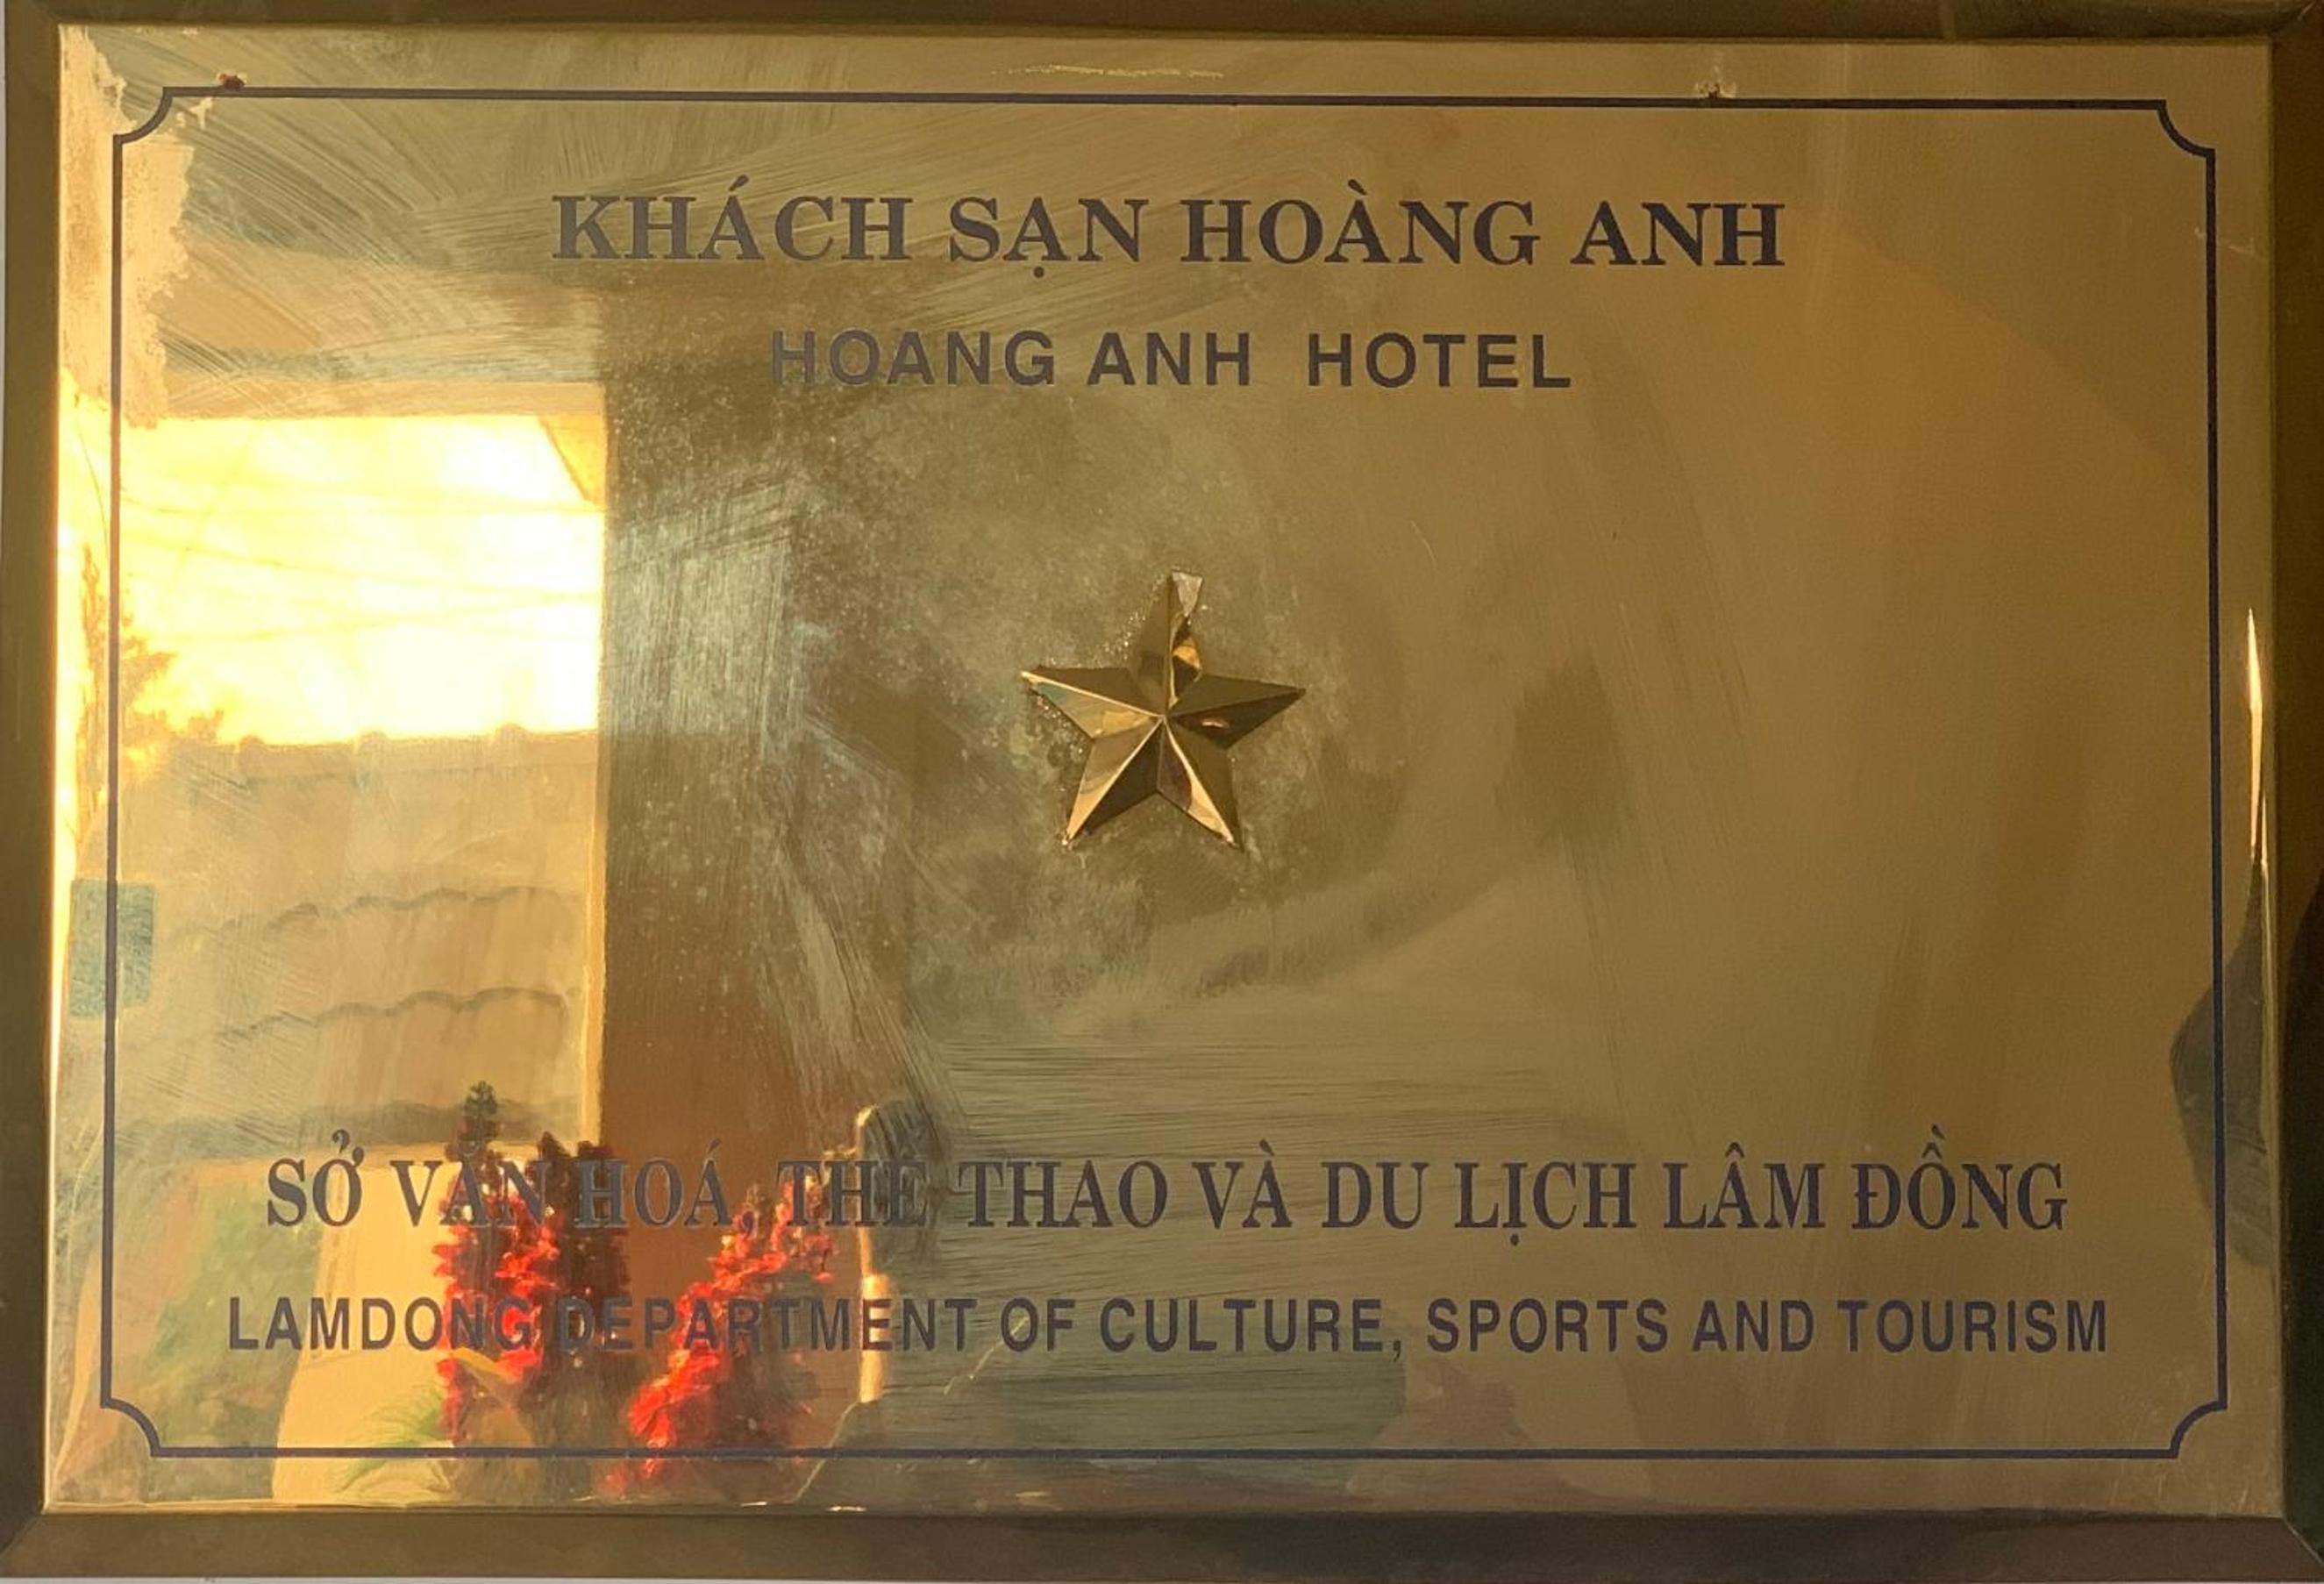 KHÁCH SẠN HOÀNG ANH
HOANG ANH HOTEL
SỞ VĂN HOÁ, THỂ THAO VÀ DU LỊCH LÂM ĐỒNG
LAMDONG DEPARTMENT OF CULTURE, SPORTS AND TOURISM